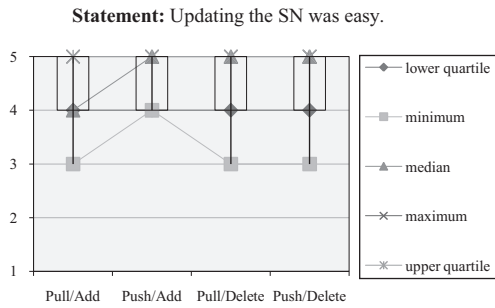 Statement: Updating the SN was easy.
5
4
3
2
1
Pull/Add Push/Add Pull/Delete Push/Delete
lower quartile
minimum
median
maximum
upper quartile